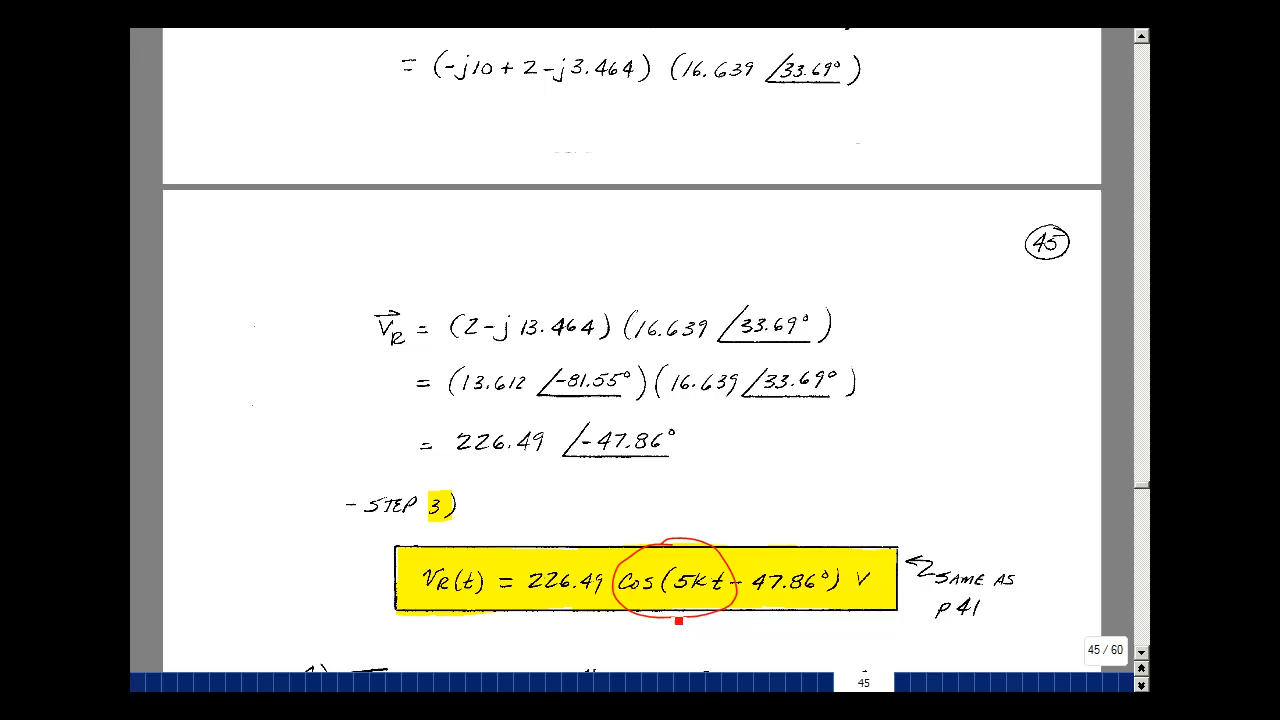 = (-j10 + 2 - j3.464) (16.639 ∠33.69°)
45
V⃗R = (2 - j 13.464) (16.639 ∠33.69°)
= (13.612 ∠-81.55°) (16.639 ∠33.69°)
= 226.49 ∠-47.86°
- STEP 3)
VR(t) = 226.49 cos(5kt - 47.86°) V
SAME AS
p 41
45 / 60
45